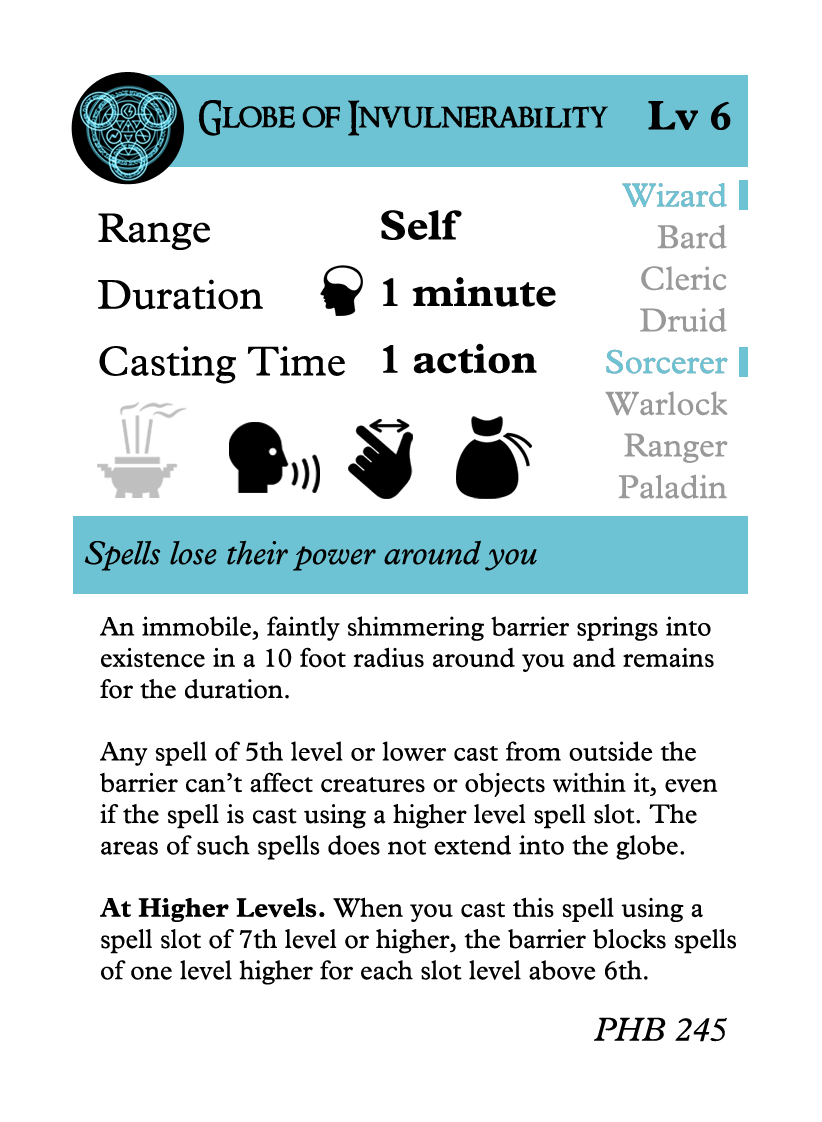 Globe of Invulnerability Lv 6
Wizard
Bard
Cleric
Druid
Sorcerer
Warlock
Ranger
Paladin
Range Self
Duration 1 minute
Casting Time 1 action
Spells lose their power around you
An immobile, faintly shimmering barrier springs into
existence in a 10 foot radius around you and remains
for the duration.
Any spell of 5th level or lower cast from outside the
barrier can’t affect creatures or objects within it, even
if the spell is cast using a higher level spell slot. The
areas of such spells does not extend into the globe.
At Higher Levels. When you cast this spell using a
spell slot of 7th level or higher, the barrier blocks spells
of one level higher for each slot level above 6th.
PHB 245